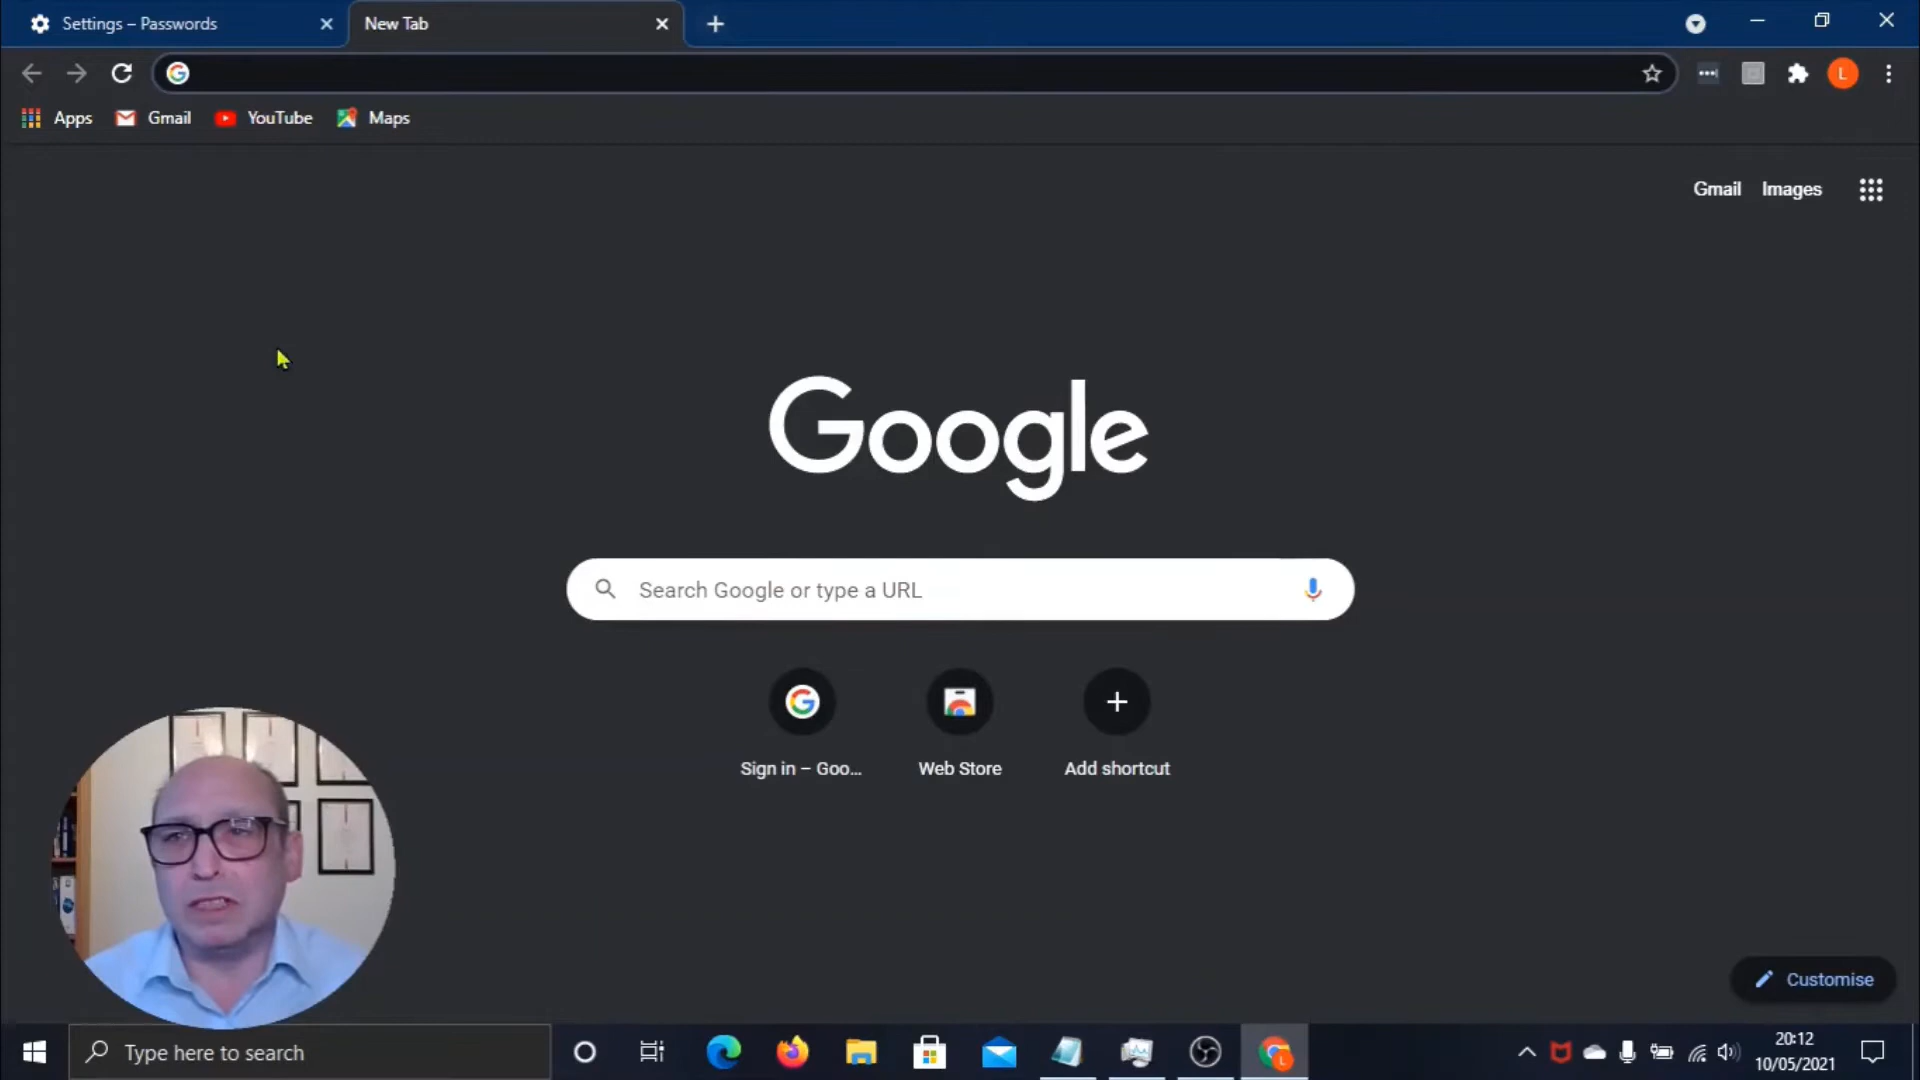 Settings – Passwords
New Tab
L
Apps
Gmail
YouTube
Maps
Gmail Images
Google
Search Google or type a URL
Sign in – Goo...
Web Store
Add shortcut
Customise
Type here to search
L
20:12
10/05/2021